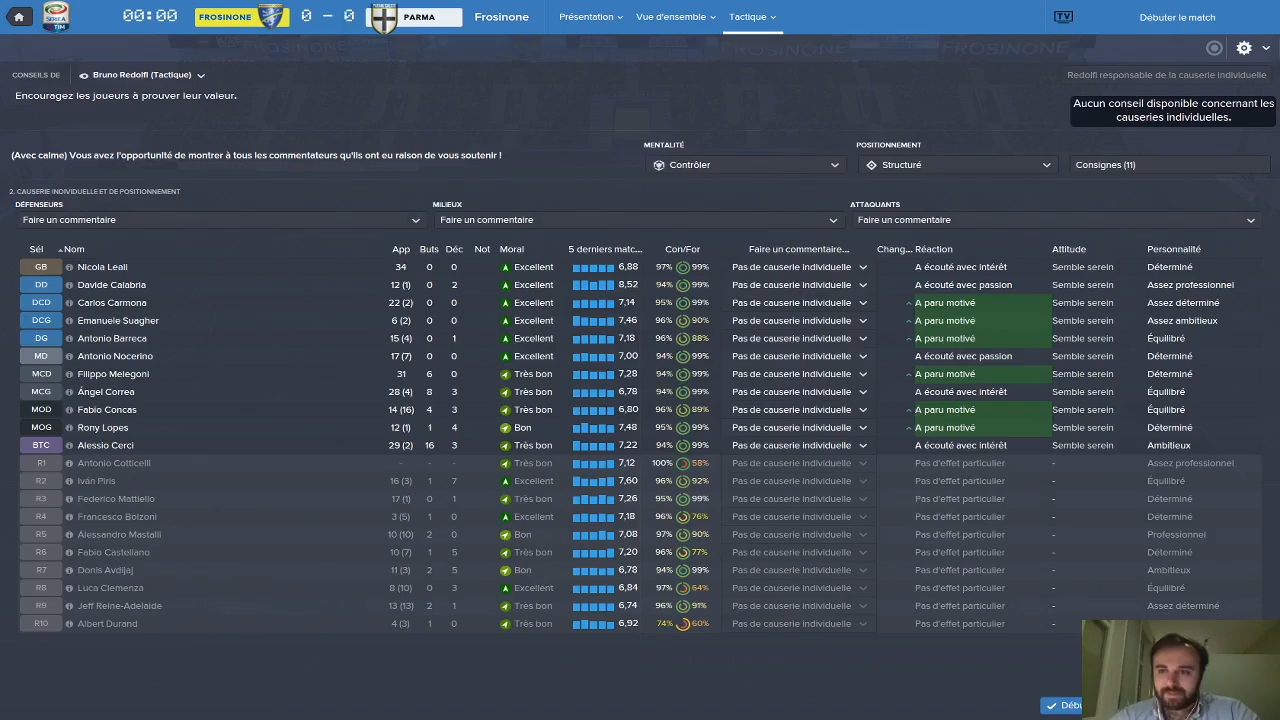 00:00 FROSINONE 0 - 0 PARMA Frosinone Présentation Vue d'ensemble Tactique TV Débuter le match
SERIE A TIM
CONSEILS DE Bruno Redolfi (Tactique) Redolfi responsable de la causerie individuelle
Encouragez les joueurs à prouver leur valeur.
Aucun conseil disponible concernant les
causeries individuelles.
MENTALITÉ POSITIONNEMENT
(Avec calme) Vous avez l'opportunité de montrer à tous les commentateurs qu'ils ont eu raison de vous soutenir ! Contrôler Structuré Consignes (11)
2. CAUSERIE INDIVIDUELLE ET DE POSITIONNEMENT
DÉFENSEURS MILIEUX ATTAQUANTS
Faire un commentaire Faire un commentaire Faire un commentaire
Sél Nom App Buts Déc Not Moral 5 derniers matc... Con/For Faire un commentaire... Chang... Réaction Attitude Personnalité
GB Nicola Leali 34 0 0 Excellent 6,88 97% 99% Pas de causerie individuelle A écouté avec intérêt Semble serein Déterminé
DD Davide Calabria 12 (1) 0 2 Excellent 8,52 94% 99% Pas de causerie individuelle A écouté avec passion Semble serein Assez professionnel
DCD Carlos Carmona 22 (2) 0 0 Excellent 7,14 95% 99% Pas de causerie individuelle A paru motivé Semble serein Assez déterminé
DCG Emanuele Suagher 6 (2) 0 0 Excellent 7,46 96% 90% Pas de causerie individuelle A paru motivé Semble serein Assez ambitieux
DG Antonio Barreca 15 (4) 0 1 Excellent 7,18 96% 88% Pas de causerie individuelle A paru motivé Semble serein Équilibré
MD Antonio Nocerino 17 (7) 0 0 Excellent 7,00 94% 99% Pas de causerie individuelle A écouté avec passion Semble serein Déterminé
MCD Filippo Melegoni 31 6 0 Très bon 7,28 94% 99% Pas de causerie individuelle A paru motivé Semble serein Déterminé
MCG Ángel Correa 28 (4) 8 3 Très bon 6,78 94% 99% Pas de causerie individuelle A écouté avec intérêt Semble serein Équilibré
MOD Fabio Concas 14 (16) 4 3 Très bon 6,80 96% 89% Pas de causerie individuelle A paru motivé Semble serein Équilibré
MOG Rony Lopes 12 (1) 1 4 Bon 7,48 95% 99% Pas de causerie individuelle A paru motivé Semble serein Déterminé
BTC Alessio Cerci 29 (2) 16 3 Très bon 7,22 94% 99% Pas de causerie individuelle A écouté avec intérêt Semble serein Ambitieux
R1 Antonio Cotticelli - - - Très bon 7,12 100% 58% Pas de causerie individuelle Pas d'effet particulier - Assez professionnel
R2 Iván Piris 16 (3) 1 7 Excellent 7,60 96% 92% Pas de causerie individuelle Pas d'effet particulier - Équilibré
R3 Federico Mattiello 17 (1) 0 1 Très bon 7,26 95% 99% Pas de causerie individuelle Pas d'effet particulier - Déterminé
R4 Francesco Bolzoni 3 (5) 1 0 Excellent 7,18 96% 76% Pas de causerie individuelle Pas d'effet particulier - Déterminé
R5 Alessandro Mastalli 10 (10) 2 0 Bon 7,08 97% 90% Pas de causerie individuelle Pas d'effet particulier - Professionnel
R6 Fabio Castellano 10 (7) 1 5 Très bon 7,20 96% 77% Pas de causerie individuelle Pas d'effet particulier - Déterminé
R7 Donis Avdijaj 11 (3) 2 5 Bon 6,78 94% 99% Pas de causerie individuelle Pas d'effet particulier - Ambitieux
R8 Luca Clemenza 8 (10) 0 3 Excellent 6,84 97% 64% Pas de causerie individuelle Pas d'effet particulier - Équilibré
R9 Jeff Reine-Adelaide 13 (13) 2 1 Très bon 6,74 96% 91% Pas de causerie individuelle Pas d'effet particulier - Assez déterminé
R10 Albert Durand 4 (3) 1 0 Très bon 6,92 74% 60% Pas de causerie individuelle Pas d'effet particulier -
Débu